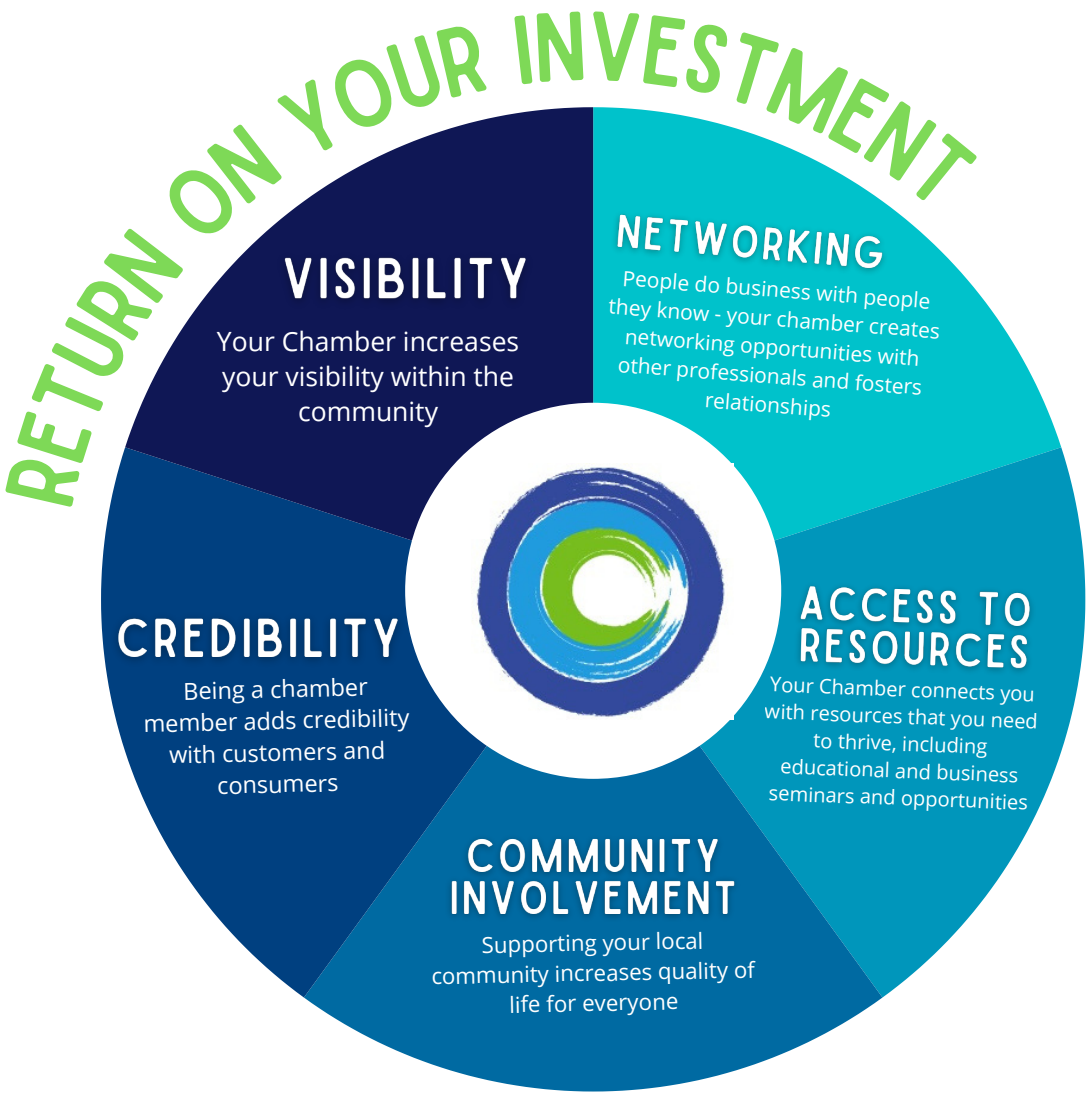 RETURN ON YOUR INVESTMENT
VISIBILITY
Your Chamber increases
your visibility within the
community
NETWORKING
People do business with people
they know - your chamber creates
networking opportunities with
other professionals and fosters
relationships
ACCESS TO
RESOURCES
Your Chamber connects you
with resources that you need
to thrive, including
educational and business
seminars and opportunities
COMMUNITY
INVOLVEMENT
Supporting your local
community increases quality of
life for everyone
CREDIBILITY
Being a chamber
member adds credibility
with customers and
consumers